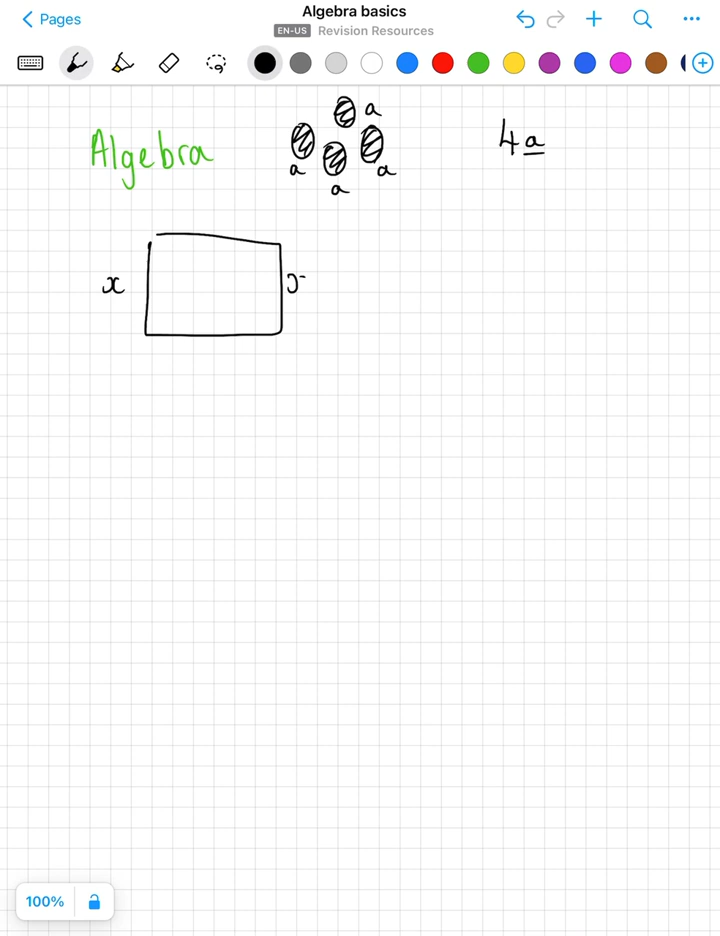 Pages
Algebra basics
EN-US Revision Resources
Algebra
a
a
a
a
4a
x
100%